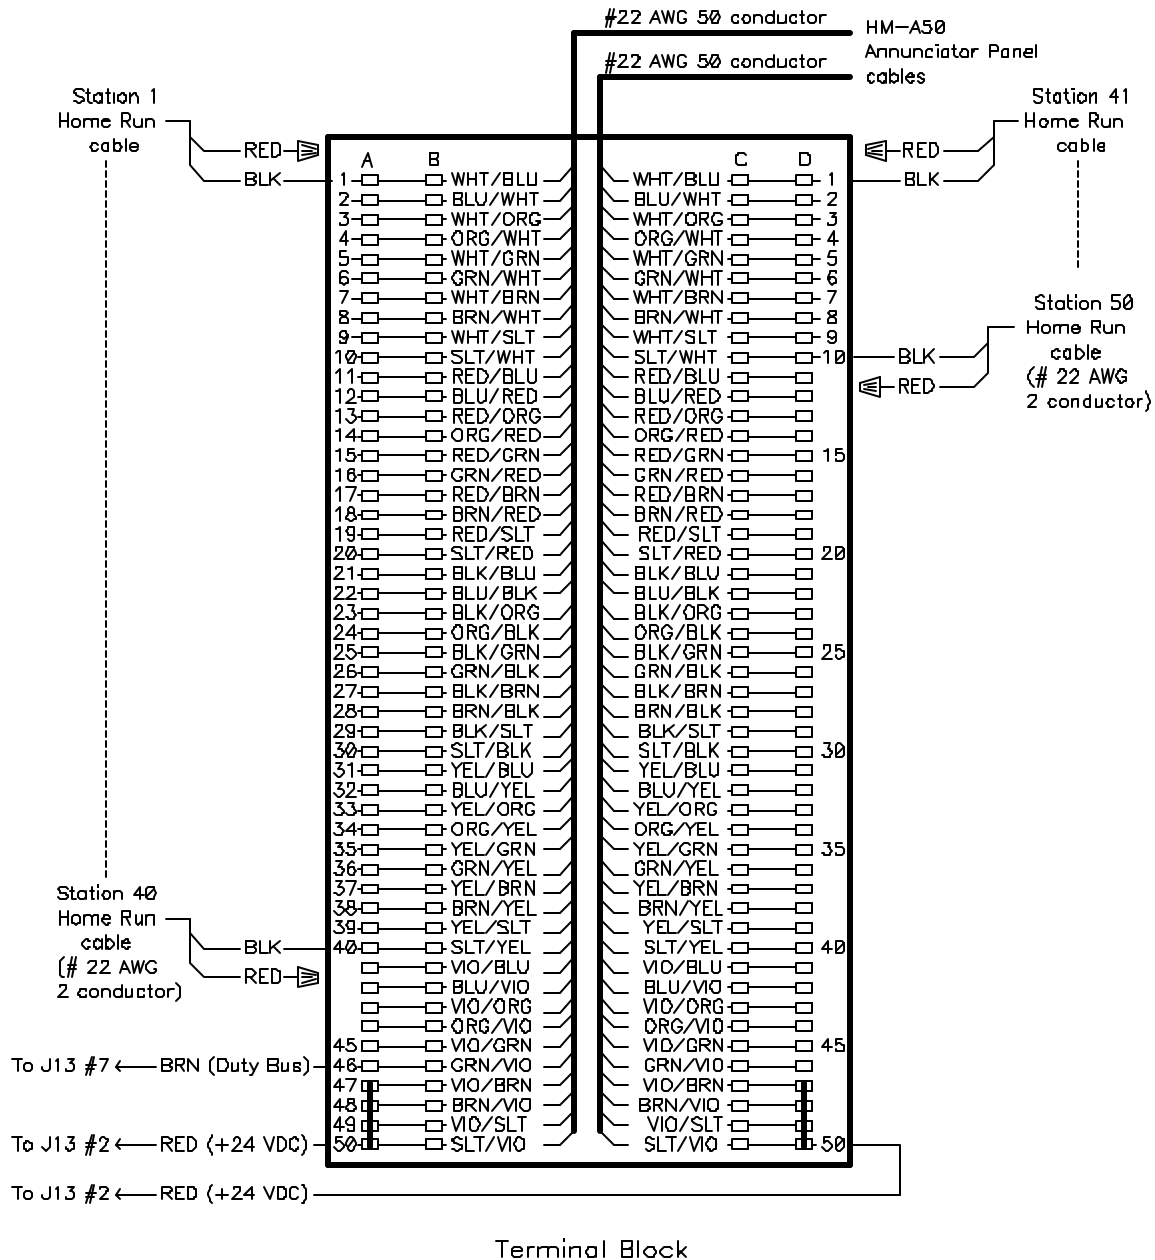 #22 AWG 50 conductor
HM-A50
Annunciator Panel
cables
#22 AWG 50 conductor
Station 1
Home Run
cable
Station 41
Home Run
cable
RED
BLK
RED
BLK
A B C D
1 WHT/BLU WHT/BLU 1
2 BLU/WHT BLU/WHT 2
3 WHT/ORG WHT/ORG 3
4 ORG/WHT ORG/WHT 4
5 WHT/GRN WHT/GRN 5
6 GRN/WHT GRN/WHT 6
7 WHT/BRN WHT/BRN 7
8 BRN/WHT BRN/WHT 8
9 WHT/SLT WHT/SLT 9
10 SLT/WHT SLT/WHT 10
11 RED/BLU RED/BLU
12 BLU/RED BLU/RED
13 RED/ORG RED/ORG
14 ORG/RED ORG/RED
15 RED/GRN RED/GRN 15
16 GRN/RED GRN/RED
17 RED/BRN RED/BRN
18 BRN/RED BRN/RED
19 RED/SLT RED/SLT
20 SLT/RED SLT/RED 20
21 BLK/BLU BLK/BLU
22 BLU/BLK BLU/BLK
23 BLK/ORG BLK/ORG
24 ORG/BLK ORG/BLK
25 BLK/GRN BLK/GRN 25
26 GRN/BLK GRN/BLK
27 BLK/BRN BLK/BRN
28 BRN/BLK BRN/BLK
29 BLK/SLT BLK/SLT
30 SLT/BLK SLT/BLK 30
31 YEL/BLU YEL/BLU
32 BLU/YEL BLU/YEL
33 YEL/ORG YEL/ORG
34 ORG/YEL ORG/YEL
35 YEL/GRN YEL/GRN 35
36 GRN/YEL GRN/YEL
37 YEL/BRN YEL/BRN
38 BRN/YEL BRN/YEL
39 YEL/SLT YEL/SLT
40 SLT/YEL SLT/YEL 40
VIO/BLU VIO/BLU
BLU/VIO BLU/VIO
VIO/ORG VIO/ORG
ORG/VIO ORG/VIO
45 VIO/GRN VIO/GRN 45
46 GRN/VIO GRN/VIO
47 VIO/BRN VIO/BRN
48 BRN/VIO BRN/VIO
49 VIO/SLT VIO/SLT
50 SLT/VIO SLT/VIO 50
Station 50
Home Run
cable
(# 22 AWG
2 conductor)
BLK
RED
Station 40
Home Run
cable
(# 22 AWG
2 conductor)
BLK
RED
To J13 #7 BRN (Duty Bus)
To J13 #2 RED (+24 VDC)
To J13 #2 RED (+24 VDC)
Terminal Block